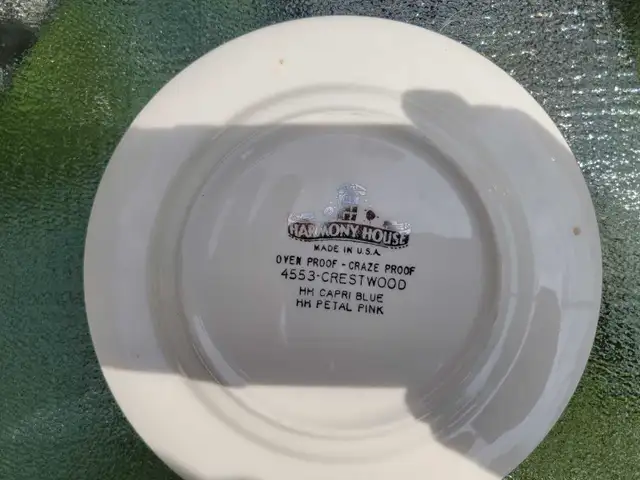 HARMONY HOUSE
MADE IN U.S.A.
OVEN PROOF - CRAZE PROOF
4553-CRESTWOOD
HH CAPRI BLUE
HH PETAL PINK